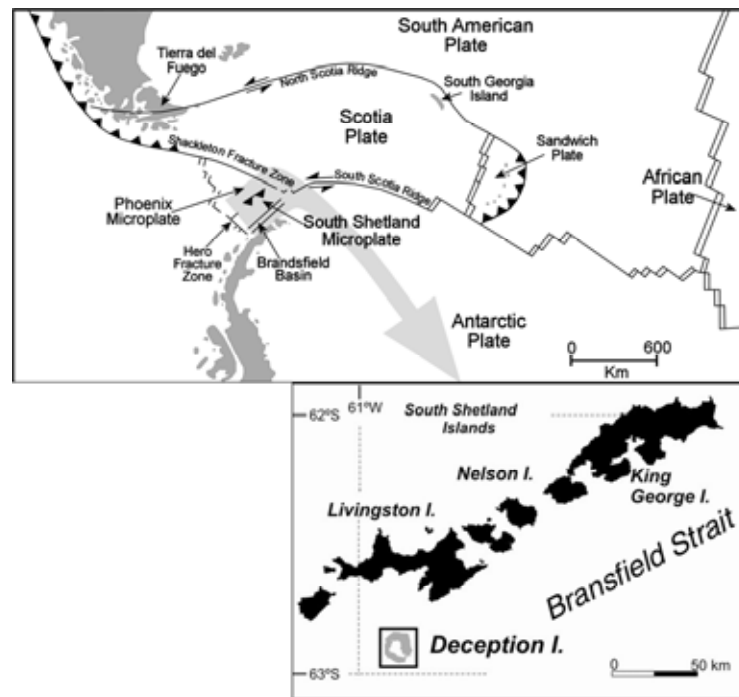 South American
Plate
Tierra del
Fuego
North Scotia Ridge
South Georgia
Island
Scotia
Plate
Sandwich
Plate
African
Plate
Shackleton Fracture Zone
South Scotia Ridge
Phoenix
Microplate
South Shetland
Microplate
Hero
Fracture
Zone
Brandsfield
Basin
Antarctic
Plate
0 600
Km
61ºW
62ºS
South Shetland
Islands
Nelson I.
King
George I.
Livingston I.
Bransfield Strait
Deception I.
63ºS
0 50 km